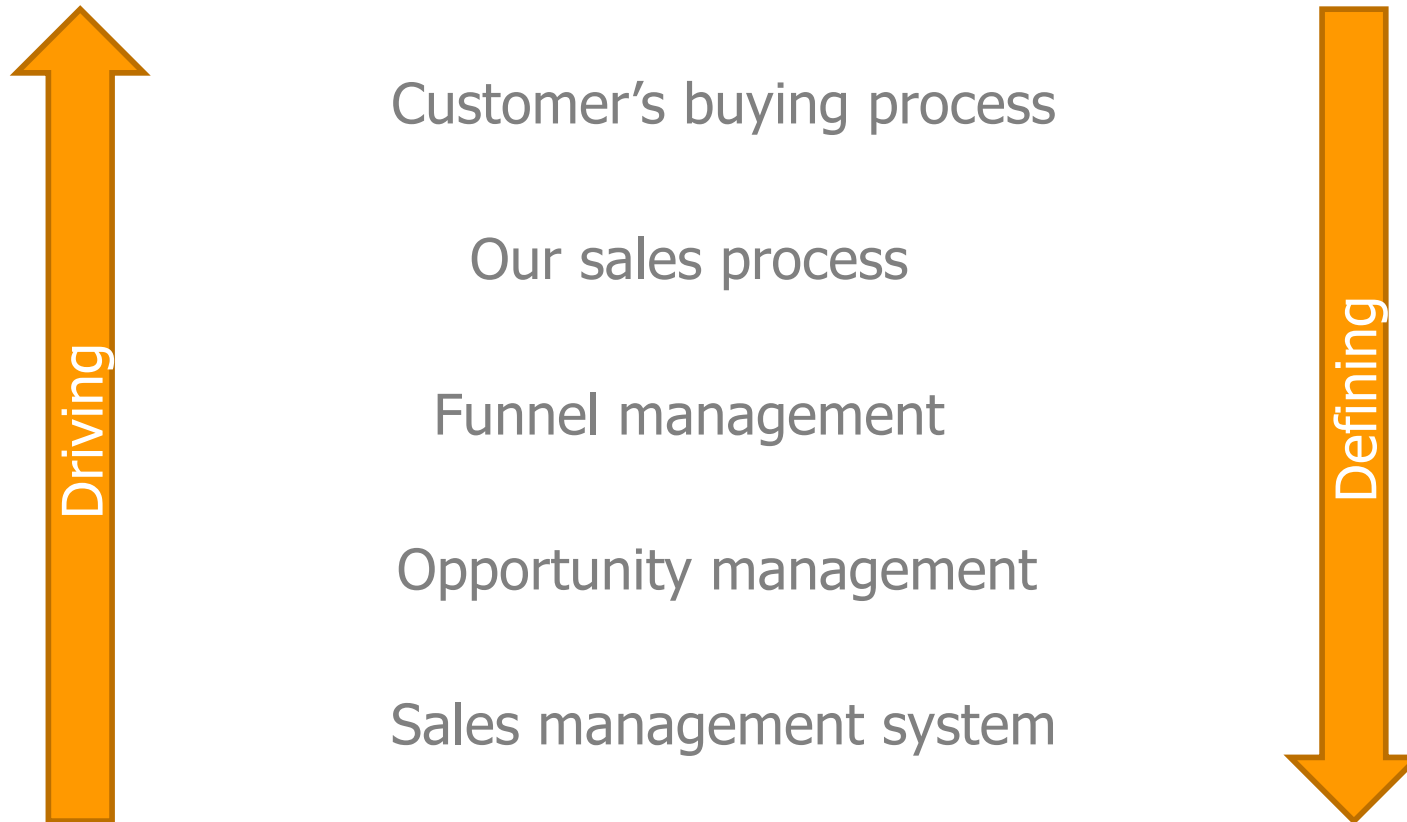 Customer’s buying process
Our sales process
Funnel management
Opportunity management
Sales management system
Driving
Defining